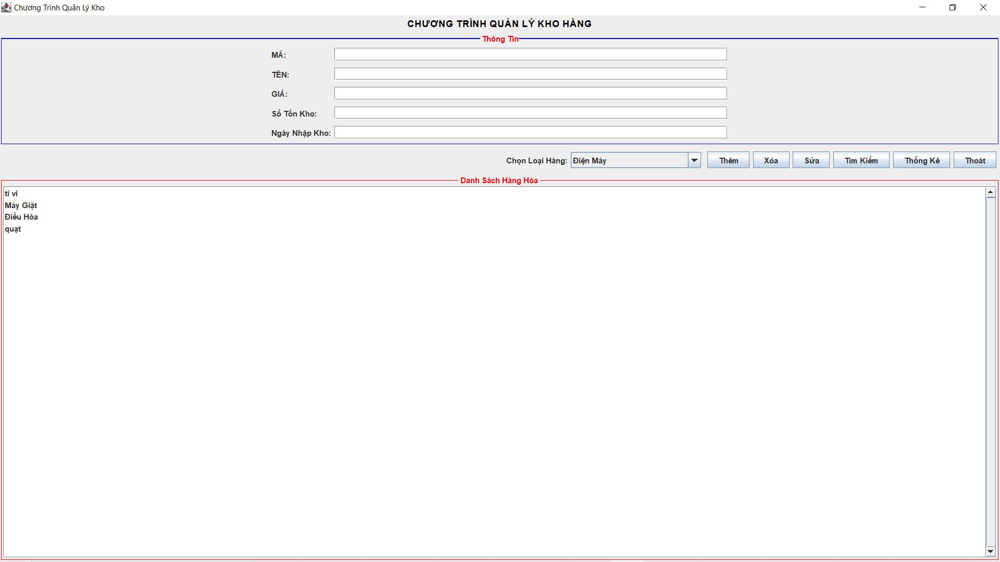 Chương Trình Quản Lý Kho
CHƯƠNG TRÌNH QUẢN LÝ KHO HÀNG
Thông Tin
MÃ:
TÊN:
GIÁ:
Số Tồn Kho:
Ngày Nhập Kho:
Chọn Loại Hàng: Điện Máy Thêm Xóa Sửa Tìm Kiếm Thống Kê Thoát
Danh Sách Hàng Hóa
ti vi
Máy Giặt
Điều Hòa
quạt